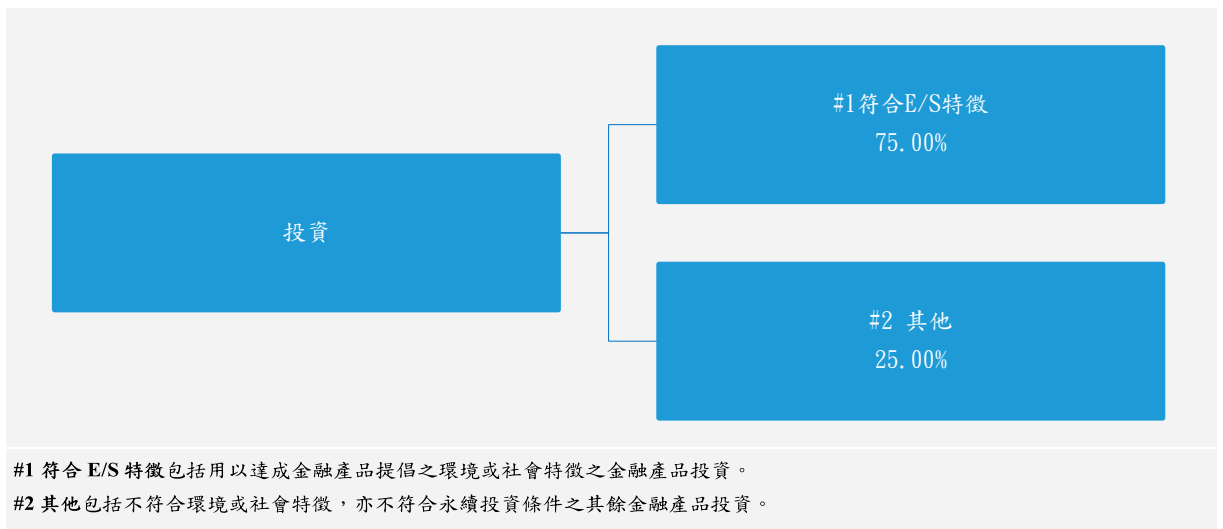 投資
#1符合E/S特徵
75.00%
#2 其他
25.00%
#1 符合 E/S 特徵包括用以達成金融產品提倡之環境或社會特徵之金融產品投資。
#2 其他包括不符合環境或社會特徵，亦不符合永續投資條件之其餘金融產品投資。